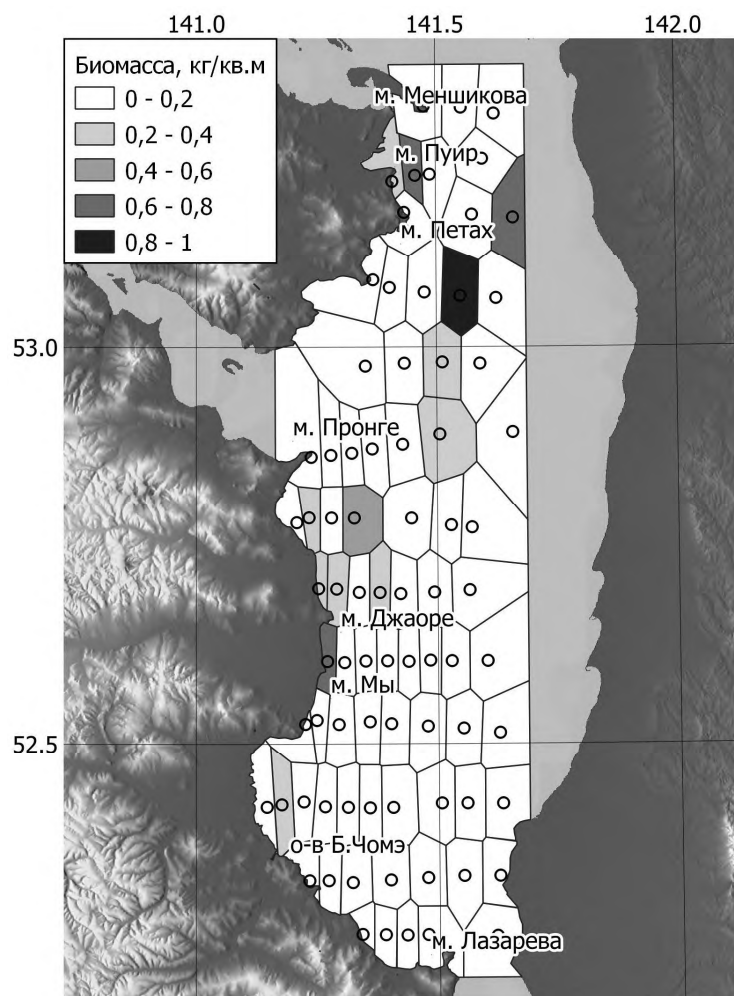 141.0 141.5 142.0
Биомасса, кг/кв.м
0 - 0,2
0,2 - 0,4
0,4 - 0,6
0,6 - 0,8
0,8 - 1
м. Меншикова
м. Пуир
м. Петах
53.0
м. Пронге
м. Джаоре
м. Мы
52.5
о-в Б.Чомэ
м. Лазарева